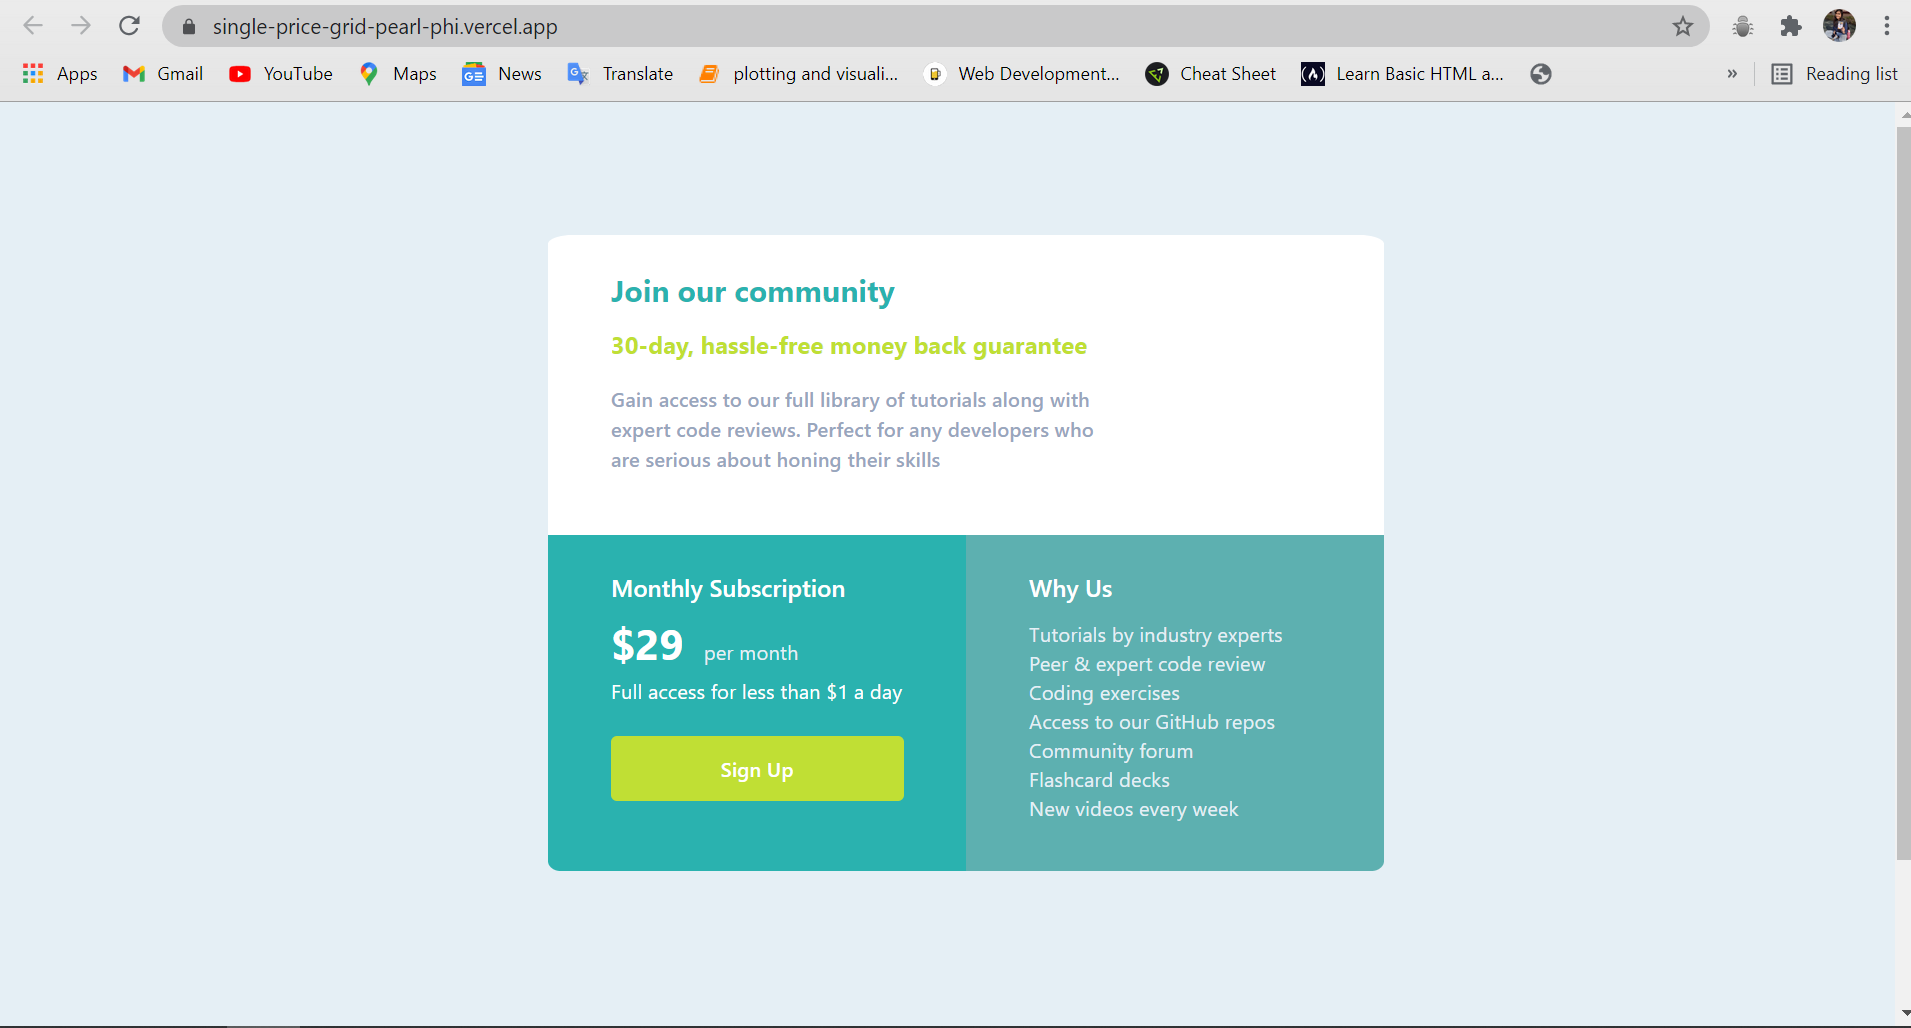 single-price-grid-pearl-phi.vercel.app
Apps Gmail YouTube Maps News Translate plotting and visuali... Web Development... Cheat Sheet Learn Basic HTML a... » Reading list
Join our community
30-day, hassle-free money back guarantee
Gain access to our full library of tutorials along with
expert code reviews. Perfect for any developers who
are serious about honing their skills
Monthly Subscription
$29 per month
Full access for less than $1 a day
Sign Up
Why Us
Tutorials by industry experts
Peer & expert code review
Coding exercises
Access to our GitHub repos
Community forum
Flashcard decks
New videos every week